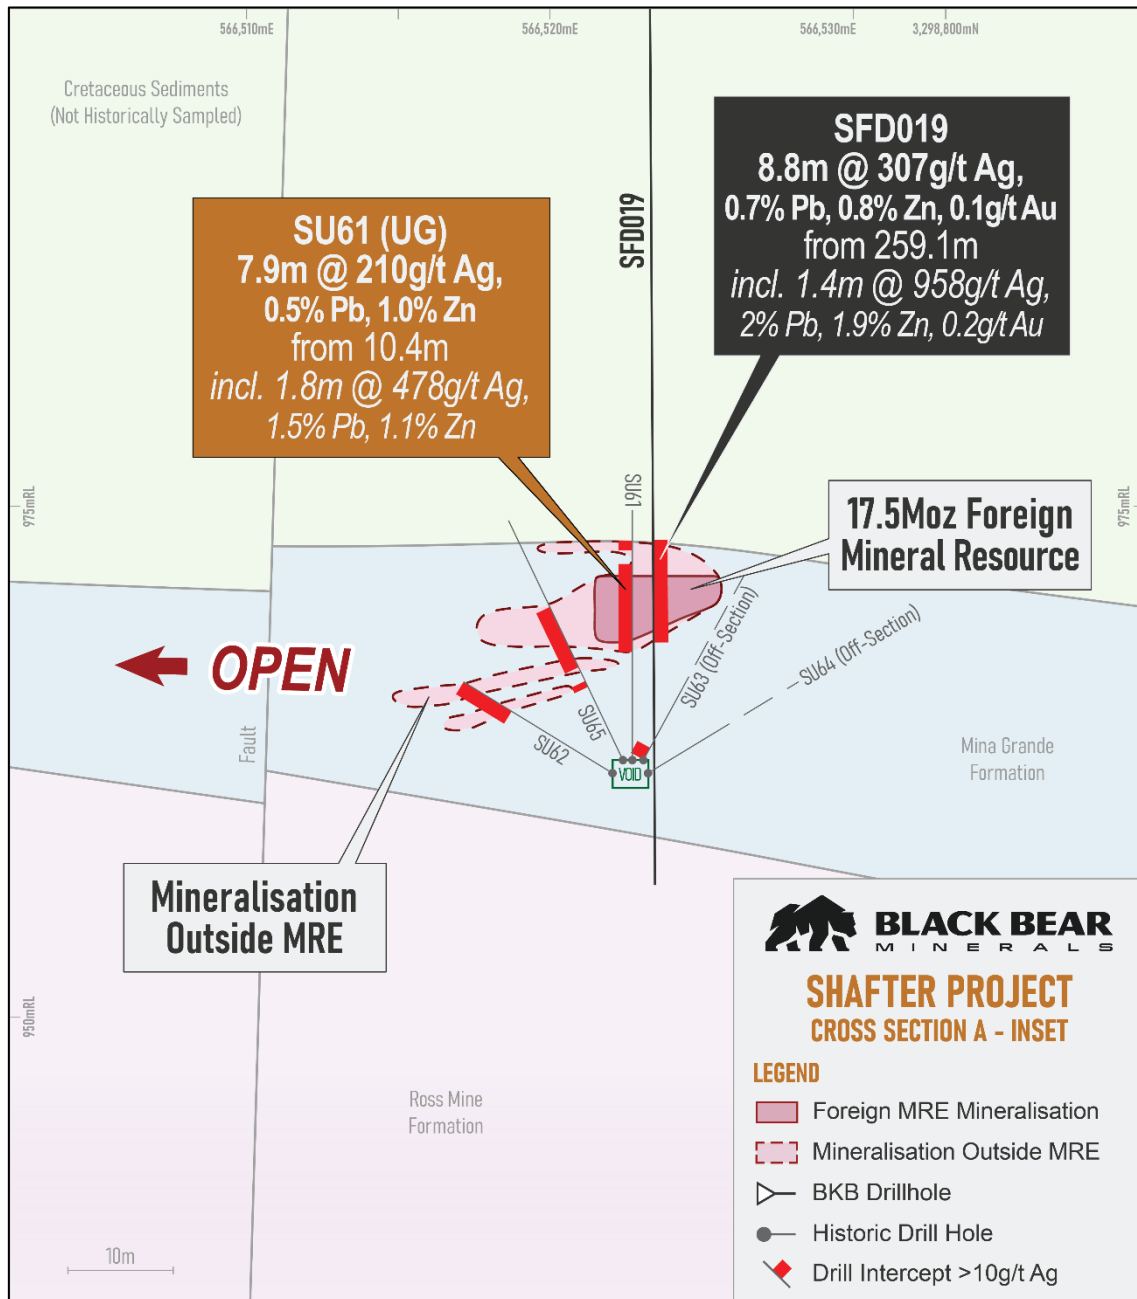 566,510mE
566,520mE
566,530mE
3,298,800mN
Cretaceous Sediments
(Not Historically Sampled)
SFD019
8.8m @ 307g/t Ag,
0.7% Pb, 0.8% Zn, 0.1g/t Au
from 259.1m
incl. 1.4m @ 958g/t Ag,
2% Pb, 1.9% Zn, 0.2g/t Au
SFD019
SU61 (UG)
7.9m @ 210g/t Ag,
0.5% Pb, 1.0% Zn
from 10.4m
incl. 1.8m @ 478g/t Ag,
1.5% Pb, 1.1% Zn
SU61
975mRL
975mRL
17.5Moz Foreign
Mineral Resource
OPEN
SU63 (Off-Section)
SU64 (Off-Section)
SU65
SU62
VOID
Fault
Mina Grande
Formation
Mineralisation
Outside MRE
950mRL
Ross Mine
Formation
10m
BLACK BEAR
MINERALS
SHAFTER PROJECT
CROSS SECTION A - INSET
LEGEND
Foreign MRE Mineralisation
Mineralisation Outside MRE
BKB Drillhole
Historic Drill Hole
Drill Intercept >10g/t Ag